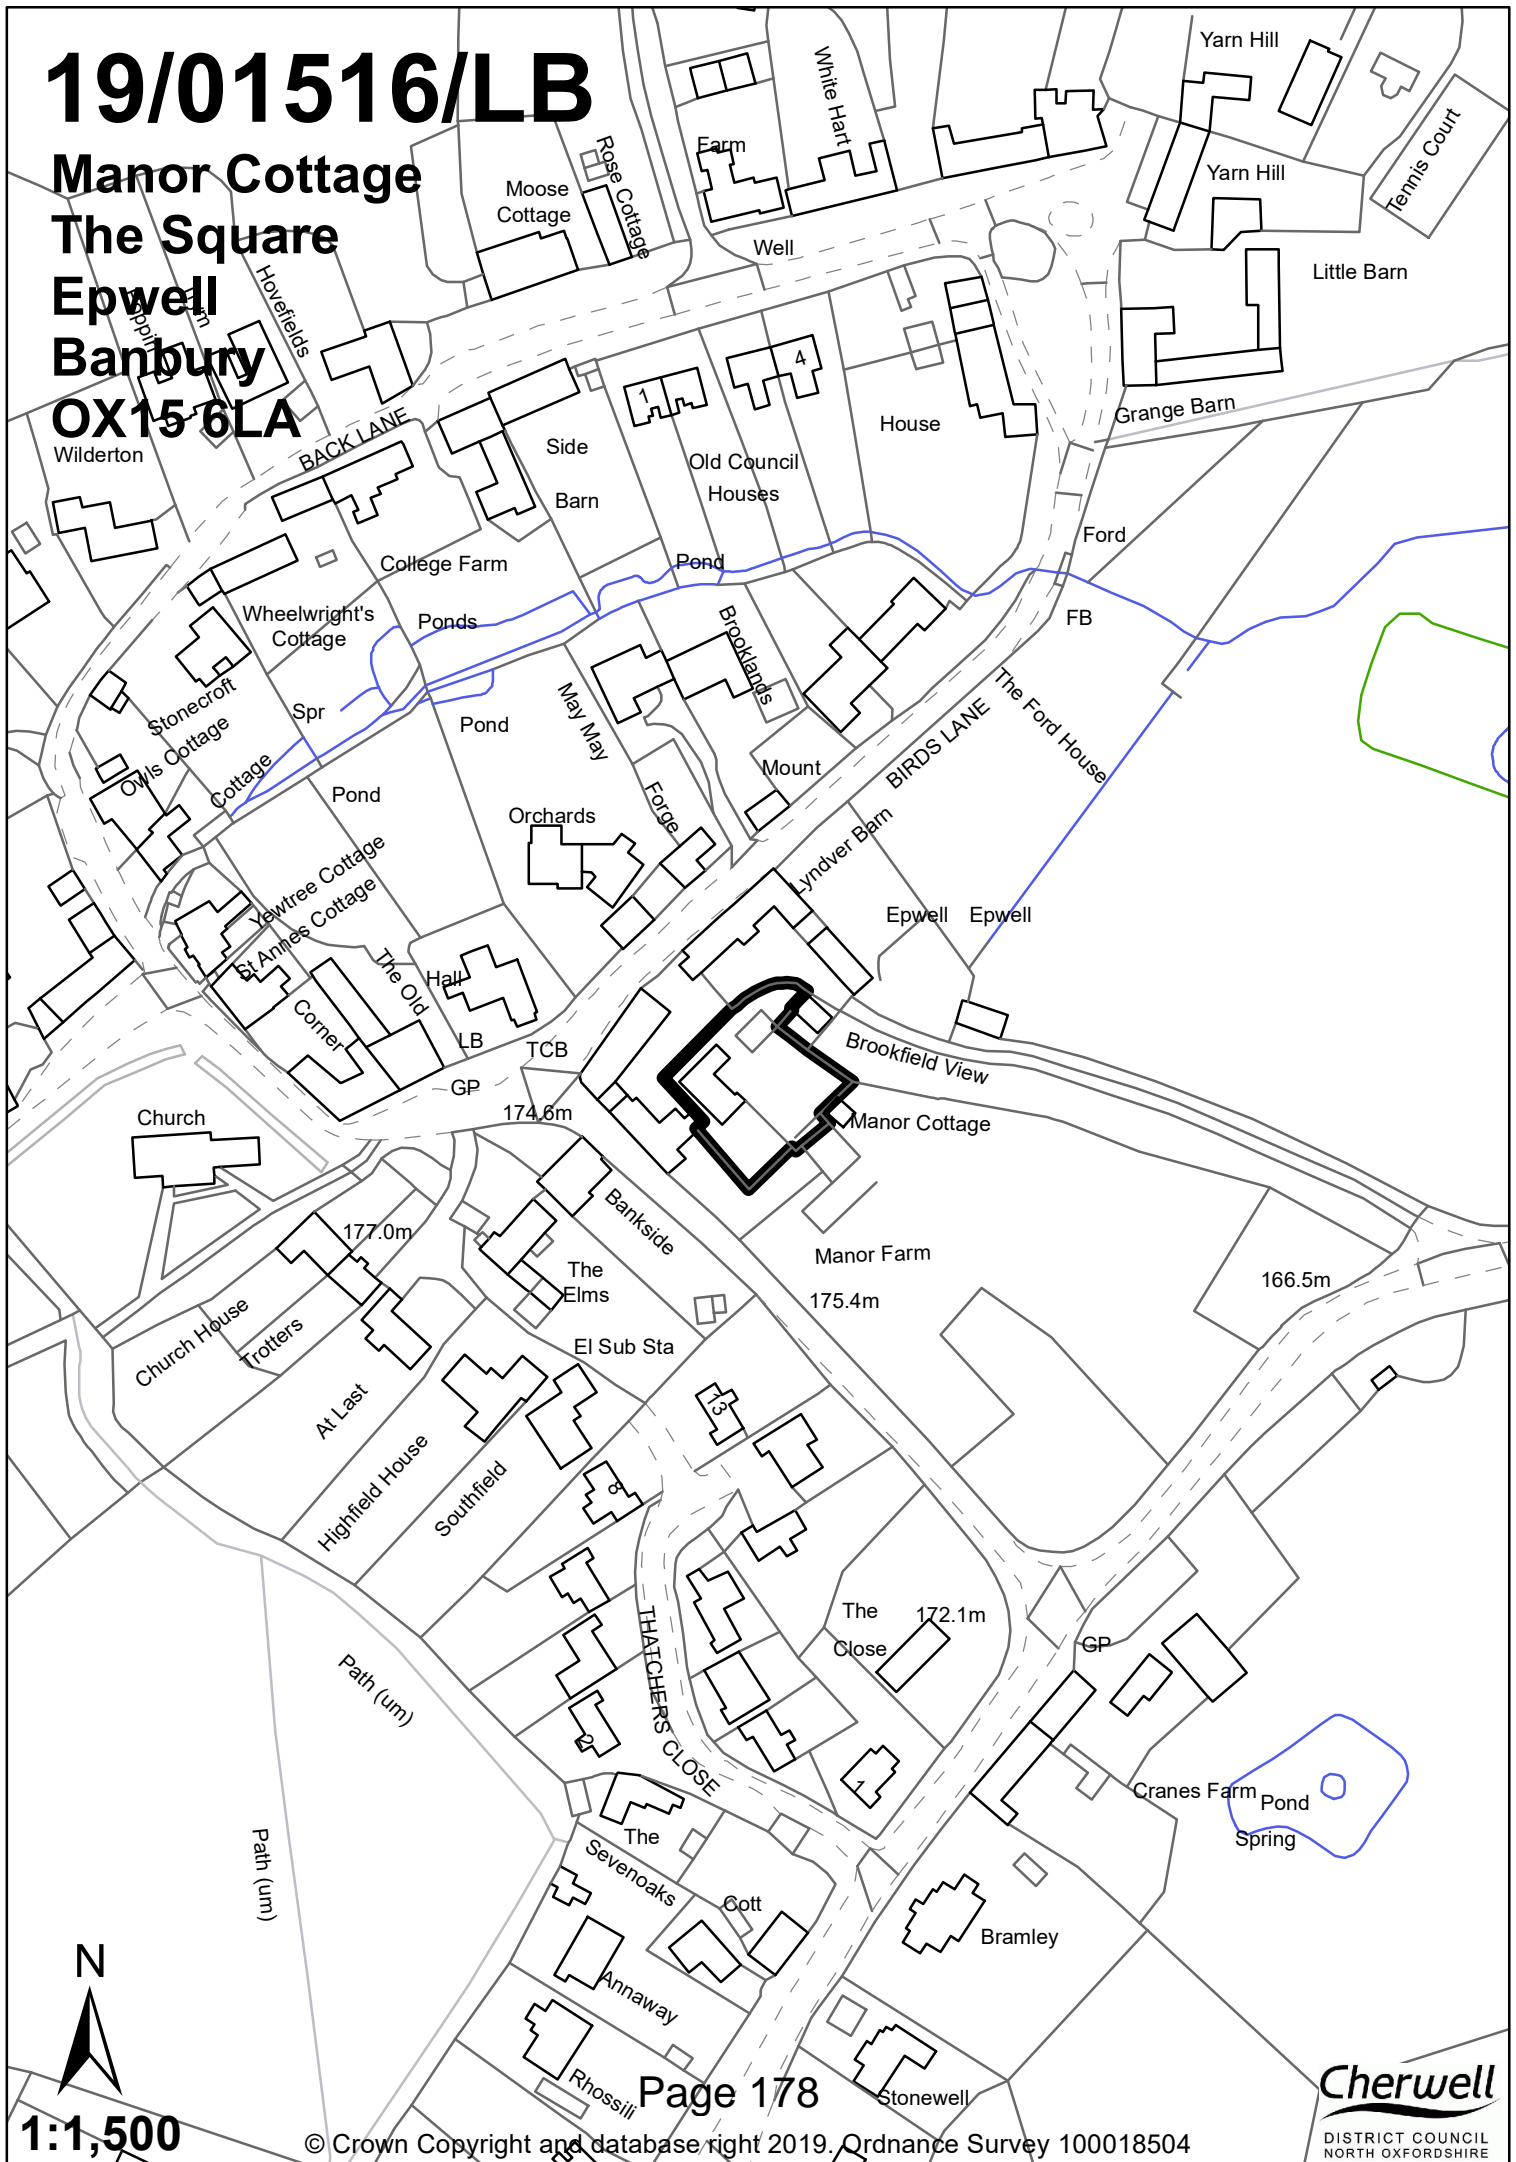 19/01516/LB
Manor Cottage
The Square
Epwell
Banbury
OX15 6LA
Yarn Hill
White Hart
Farm
Rose Cottage
Moose
Cottage
Yarn Hill
Tennis Court
Well
Little Barn
Hovefields
BACK LANE
Wilderton
1
4
House
Grange Barn
Side
Barn
Old Council
Houses
Ford
College Farm
Pond
Wheelwright's
Cottage
Ponds
Brooklands
FB
Stonecroft
Owls Cottage
Cottage
Spr
Pond
May May
The Ford House
BIRDS LANE
Mount
Pond
Orchards
Forge
Lyndver Barn
Yewtree Cottage
St Annes Cottage
Epwell
Epwell
The Old
Hall
Corner
LB
TCB
GP
Brookfield View
174.6m
Manor Cottage
Church
Bankside
177.0m
The
Elms
Manor Farm
175.4m
166.5m
Church House
Trotters
El Sub Sta
At Last
13
Highfield House
Southfield
8
The
Close
172.1m
GP
THATCHERS CLOSE
Path (um)
2
1
Cranes Farm
Pond
Spring
Path (um)
The
Sevenoaks
Cott
Bramley
Annaway
N
Rhossili
Stonewell
Page 178
1:1,500
© Crown Copyright and database right 2019. Ordnance Survey 100018504
Cherwell
DISTRICT COUNCIL
NORTH OXFORDSHIRE